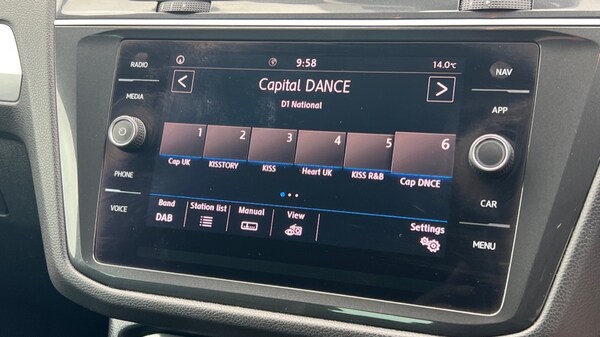 RADIO
MEDIA
PHONE
VOICE
9:58
14.0°C
Capital DANCE
D1 National
1
Cap UK
2
KISSTORY
3
KISS
4
Heart UK
5
KISS R&B
6
Cap DNCE
Band
DAB
Station list
Manual
View
Settings
NAV
APP
CAR
MENU